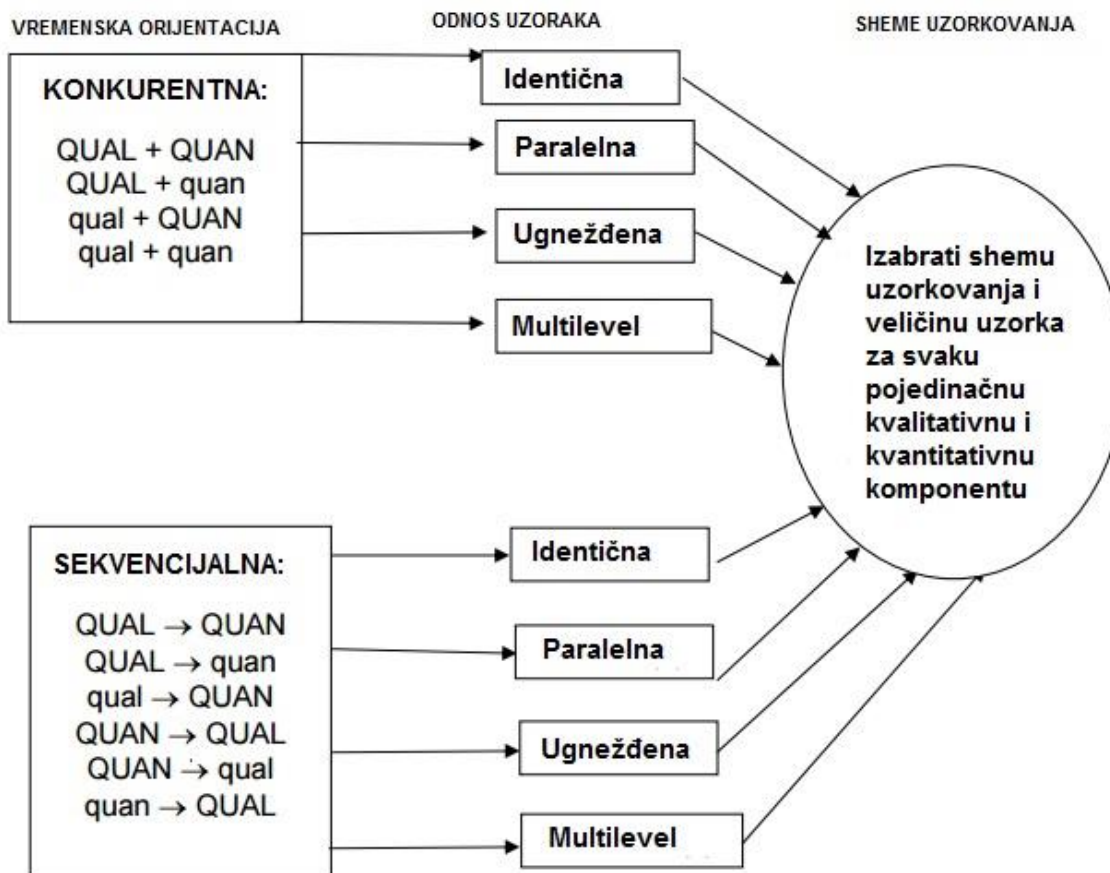 VREMENSKA ORIJENTACIJA
ODNOS UZORAKA
SHEME UZORKOVANJA
KONKURENTNA:
QUAL + QUAN
QUAL + quan
qual + QUAN
qual + quan
Identična
Paralelna
Ugnežđena
Multilevel
Izabrati shemu
uzorkovanja i
veličinu uzorka
za svaku
pojedinačnu
kvalitativnu i
kvantitativnu
komponentu
SEKVENCIJALNA:
QUAL → QUAN
QUAL → quan
qual → QUAN
QUAN → QUAL
QUAN → qual
quan → QUAL
Identična
Paralelna
Ugnežđena
Multilevel